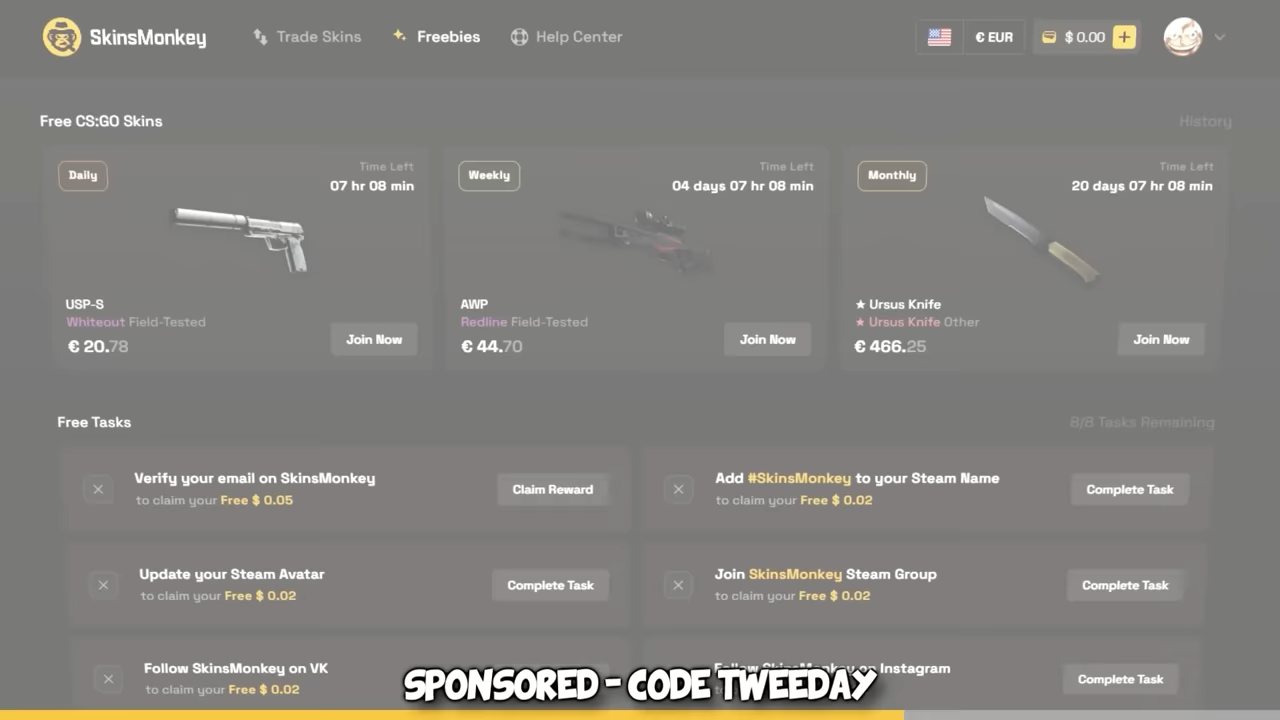 SkinsMonkey
Trade Skins
Freebies
Help Center
€ EUR
$ 0.00
Free CS:GO Skins
History
Daily
Time Left
07 hr 08 min
USP-S
Whiteout Field-Tested
€ 20.78
Join Now
Weekly
Time Left
04 days 07 hr 08 min
AWP
Redline Field-Tested
€ 44.70
Join Now
Monthly
Time Left
20 days 07 hr 08 min
★ Ursus Knife
★ Ursus Knife Other
€ 466.25
Join Now
Free Tasks
8/8 Tasks Remaining
Verify your email on SkinsMonkey
to claim your Free $ 0.05
Claim Reward
Add #SkinsMonkey to your Steam Name
to claim your Free $ 0.02
Complete Task
Update your Steam Avatar
to claim your Free $ 0.02
Complete Task
Join SkinsMonkey Steam Group
to claim your Free $ 0.02
Complete Task
Follow SkinsMonkey on VK
to claim your Free $ 0.02
Follow SkinsMonkey on Instagram
Complete Task
SPONSORED - CODE TWEEDAY